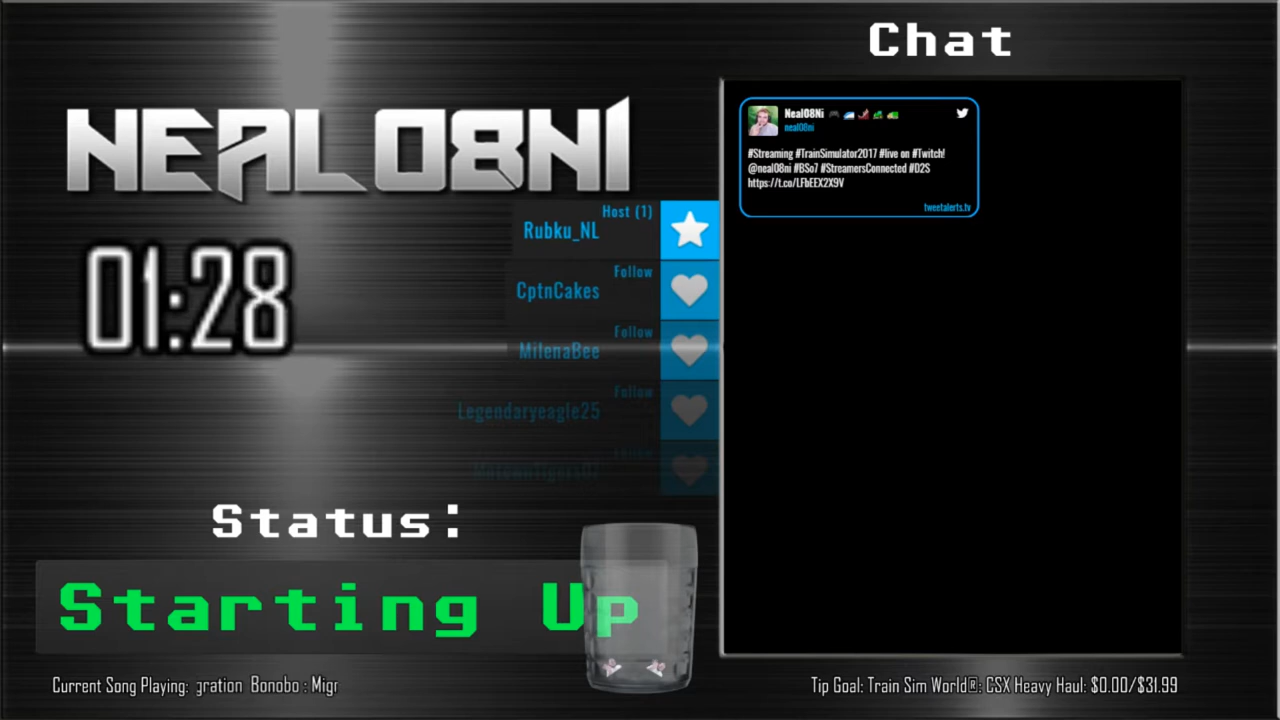 NEAL08N1
01:28
Host (1)
Rubku_NL
Follow
CptnCakes
Follow
MilenaBee
Follow
Legendaryeagle25
Status:
Starting Up
Current Song Playing: gration Bonobo : Migr
Chat
Neal08Ni
neal08ni
#Streaming #TrainSimulator2017 #live on #Twitch!
@neal08ni #BSo7 #StreamersConnected #D2S
https://t.co/LFbEEX2X9V
tweetalerts.tv
Tip Goal: Train Sim World®: CSX Heavy Haul: $0.00/$31.99